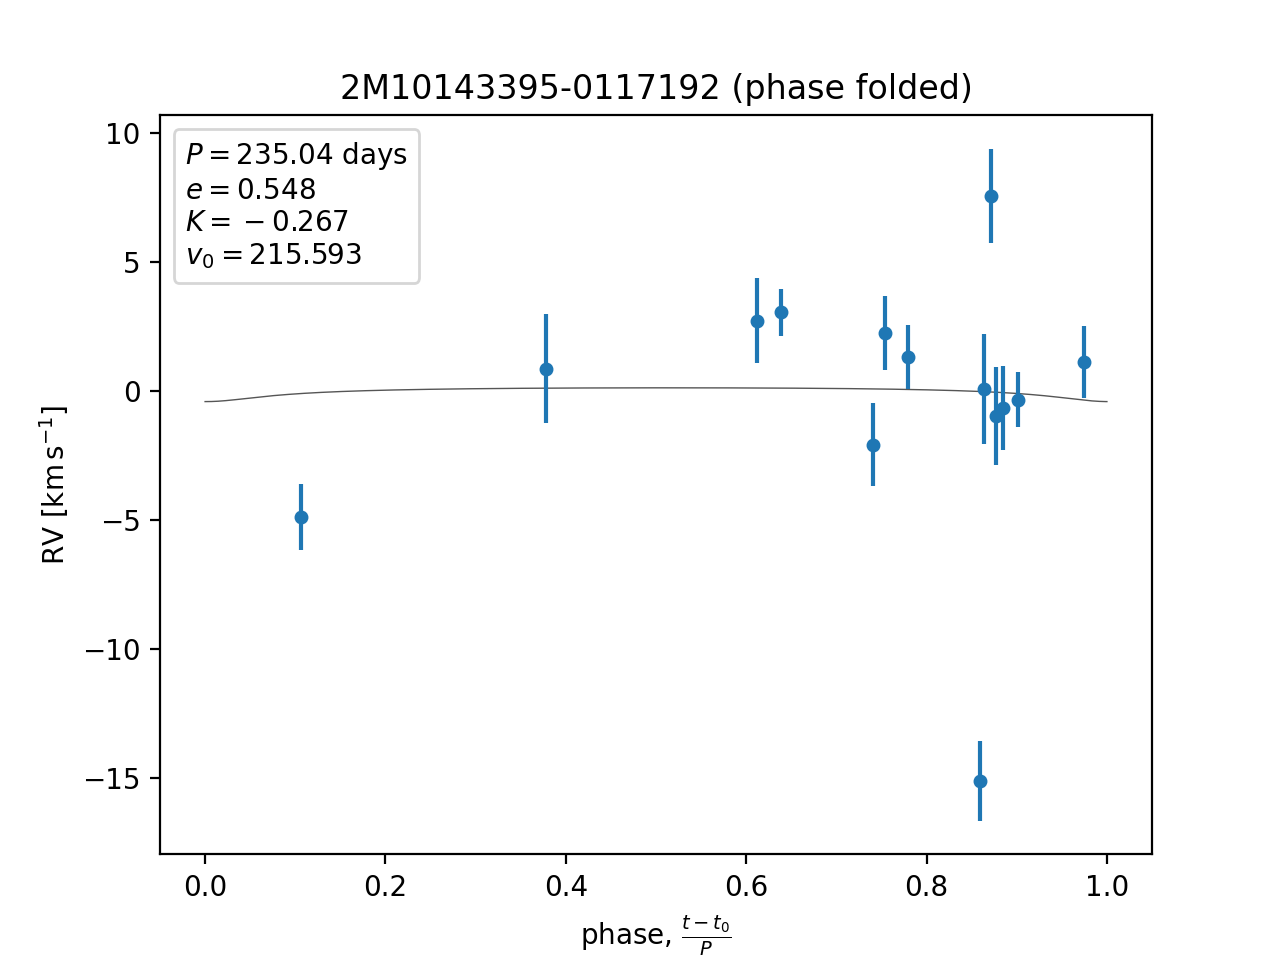 2M10143395-0117192 (phase folded)
P = 235.04 days
e = 0.548
K = −0.267
v₀ = 215.593
10
5
0
−5
−10
−15
RV [km s⁻¹]
0.0 0.2 0.4 0.6 0.8 1.0
phase, (t − t₀)/P